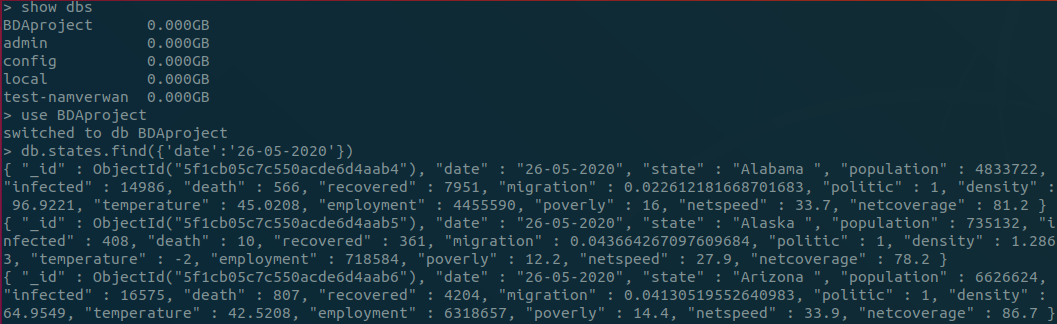 > show dbs
BDAproject      0.000GB
admin           0.000GB
config          0.000GB
local           0.000GB
test-namverwan  0.000GB
> use BDAproject
switched to db BDAproject
> db.states.find({'date':'26-05-2020'})
{ "_id" : ObjectId("5f1cb05c7c550acde6d4aab4"), "date" : "26-05-2020", "state" : "Alabama ", "population" : 4833722,
"infected" : 14986, "death" : 566, "recovered" : 7951, "migration" : 0.022612181668701683, "politic" : 1, "density" :
 96.9221, "temperature" : 45.0208, "employment" : 4455590, "poverly" : 16, "netspeed" : 33.7, "netcoverage" : 81.2 }
{ "_id" : ObjectId("5f1cb05c7c550acde6d4aab5"), "date" : "26-05-2020", "state" : "Alaska ", "population" : 735132, "i
nfected" : 408, "death" : 10, "recovered" : 361, "migration" : 0.043664267097609684, "politic" : 1, "density" : 1.286
3, "temperature" : -2, "employment" : 718584, "poverly" : 12.2, "netspeed" : 27.9, "netcoverage" : 78.2 }
{ "_id" : ObjectId("5f1cb05c7c550acde6d4aab6"), "date" : "26-05-2020", "state" : "Arizona ", "population" : 6626624,
"infected" : 16575, "death" : 807, "recovered" : 4204, "migration" : 0.04130519552640983, "politic" : 1, "density" :
64.9549, "temperature" : 42.5208, "employment" : 6318657, "poverly" : 14.4, "netspeed" : 33.9, "netcoverage" : 86.7 }